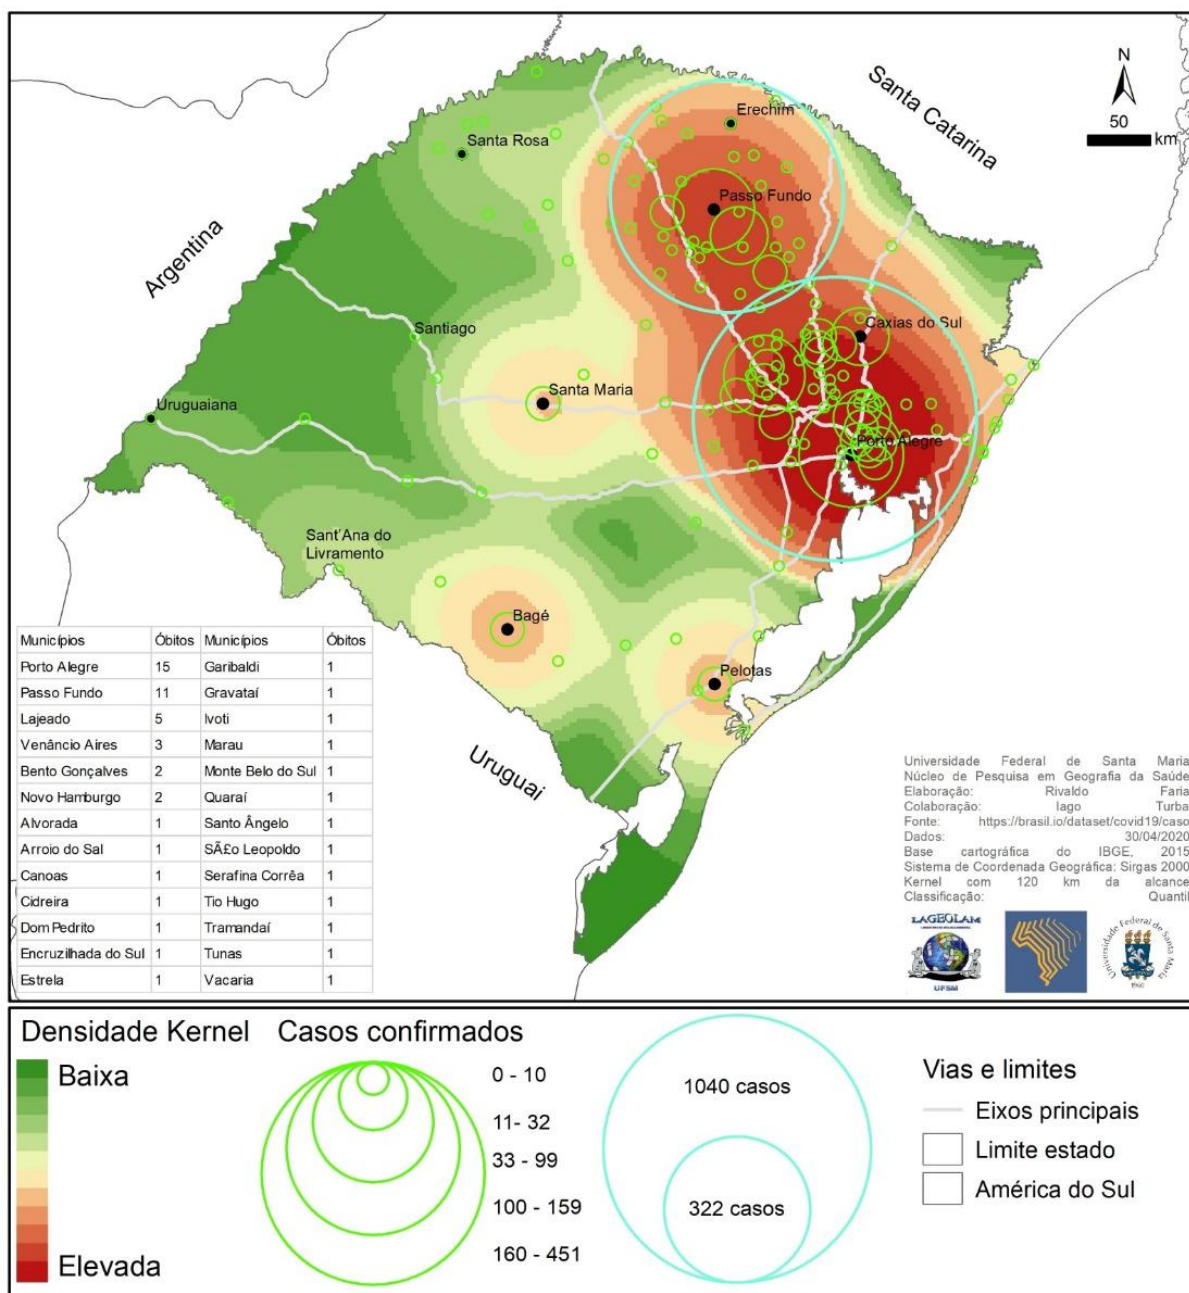 N
50
km
Santa Catarina
Erechim
Santa Rosa
Passo Fundo
Argentina
Santiago
Caxias do Sul
Santa Maria
Uruguaiana
Porto Alegre
Sant'Ana do
Livramento
Bagé
Pelotas
Uruguai
Municípios Óbitos Municípios Óbitos
Porto Alegre 15 Garibaldi 1
Passo Fundo 11 Gravataí 1
Lajeado 5 Ivoti 1
Venâncio Aires 3 Marau 1
Bento Gonçalves 2 Monte Belo do Sul 1
Novo Hamburgo 2 Quaraí 1
Alvorada 1 Santo Ângelo 1
Arroio do Sal 1 SÃ£o Leopoldo 1
Canoas 1 Serafina Corrêa 1
Cidreira 1 Tio Hugo 1
Dom Pedrito 1 Tramandaí 1
Encruzilhada do Sul 1 Tunas 1
Estrela 1 Vacaria 1
Universidade Federal de Santa Maria
Núcleo de Pesquisa em Geografia da Saúde
Elaboração: Rivaldo Faria
Colaboração: Iago Turba
Fonte: https://brasil.io/dataset/covid19/caso
Dados: 30/04/2020
Base cartográfica do IBGE, 2015
Sistema de Coordenada Geográfica: Sirgas 2000
Kernel com 120 km da alcance
Classificação: Quantil
LAGEOLAM
UFSM
Universidade Federal de Santa Maria
1960
Densidade Kernel
Baixa
Elevada
Casos confirmados
0 - 10
11- 32
33 - 99
100 - 159
160 - 451
1040 casos
322 casos
Vias e limites
Eixos principais
Limite estado
América do Sul